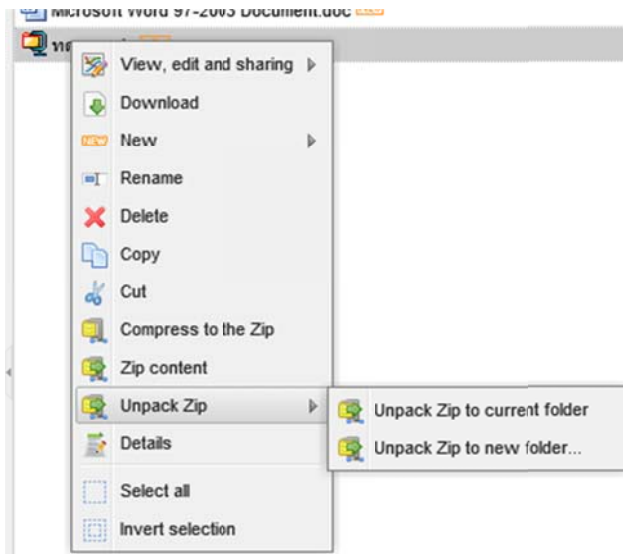 Microsoft Word 97-2003 Document.doc
View, edit and sharing
Download
NEW New
Rename
Delete
Copy
Cut
Compress to the Zip
Zip content
Unpack Zip
Unpack Zip to current folder
Details
Unpack Zip to new folder...
Select all
Invert selection